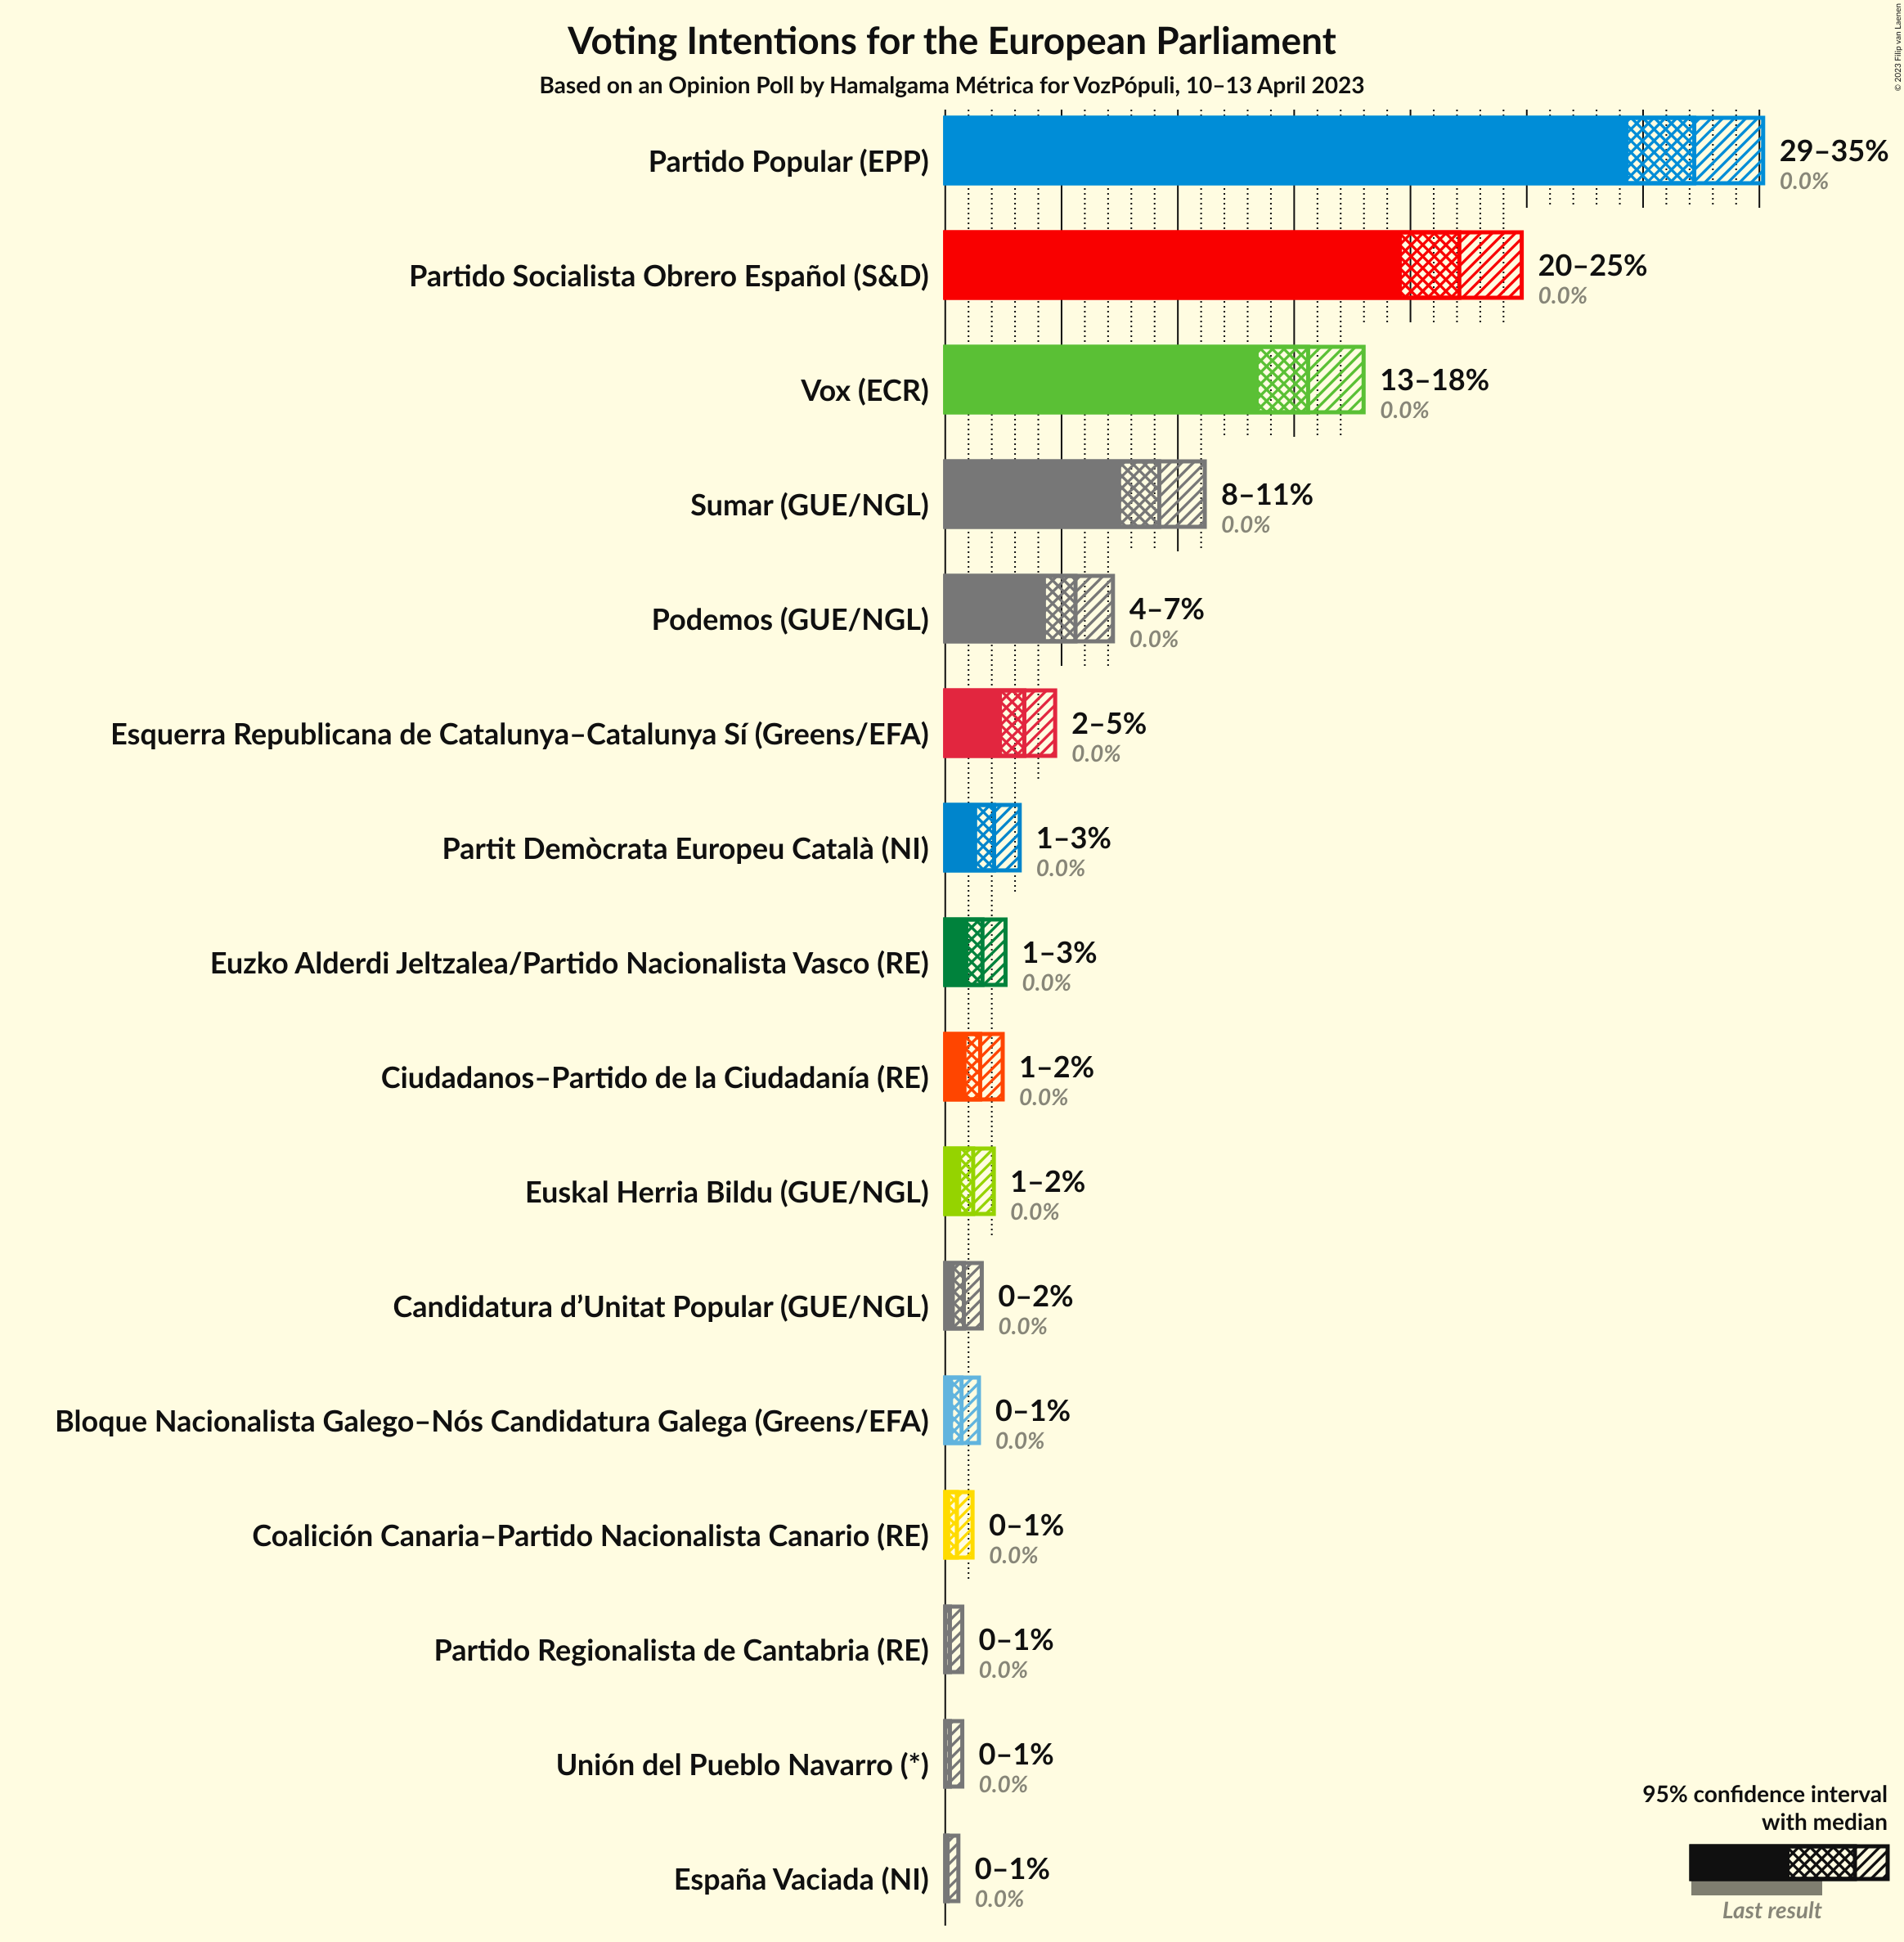 Voting Intentions for the European Parliament
Based on an Opinion Poll by Hamalgama Métrica for VozPópuli, 10–13 April 2023
© 2023 Filip van Laenen
Partido Popular (EPP)
29–35%
0.0%
Partido Socialista Obrero Español (S&D)
20–25%
0.0%
Vox (ECR)
13–18%
0.0%
Sumar (GUE/NGL)
8–11%
0.0%
Podemos (GUE/NGL)
4–7%
0.0%
Esquerra Republicana de Catalunya–Catalunya Sí (Greens/EFA)
2–5%
0.0%
Partit Demòcrata Europeu Català (NI)
1–3%
0.0%
Euzko Alderdi Jeltzalea/Partido Nacionalista Vasco (RE)
1–3%
0.0%
Ciudadanos–Partido de la Ciudadanía (RE)
1–2%
0.0%
Euskal Herria Bildu (GUE/NGL)
1–2%
0.0%
Candidatura d’Unitat Popular (GUE/NGL)
0–2%
0.0%
Bloque Nacionalista Galego–Nós Candidatura Galega (Greens/EFA)
0–1%
0.0%
Coalición Canaria–Partido Nacionalista Canario (RE)
0–1%
0.0%
Partido Regionalista de Cantabria (RE)
0–1%
0.0%
Unión del Pueblo Navarro (*)
0–1%
0.0%
España Vaciada (NI)
0–1%
0.0%
95% confidence interval
with median
Last result